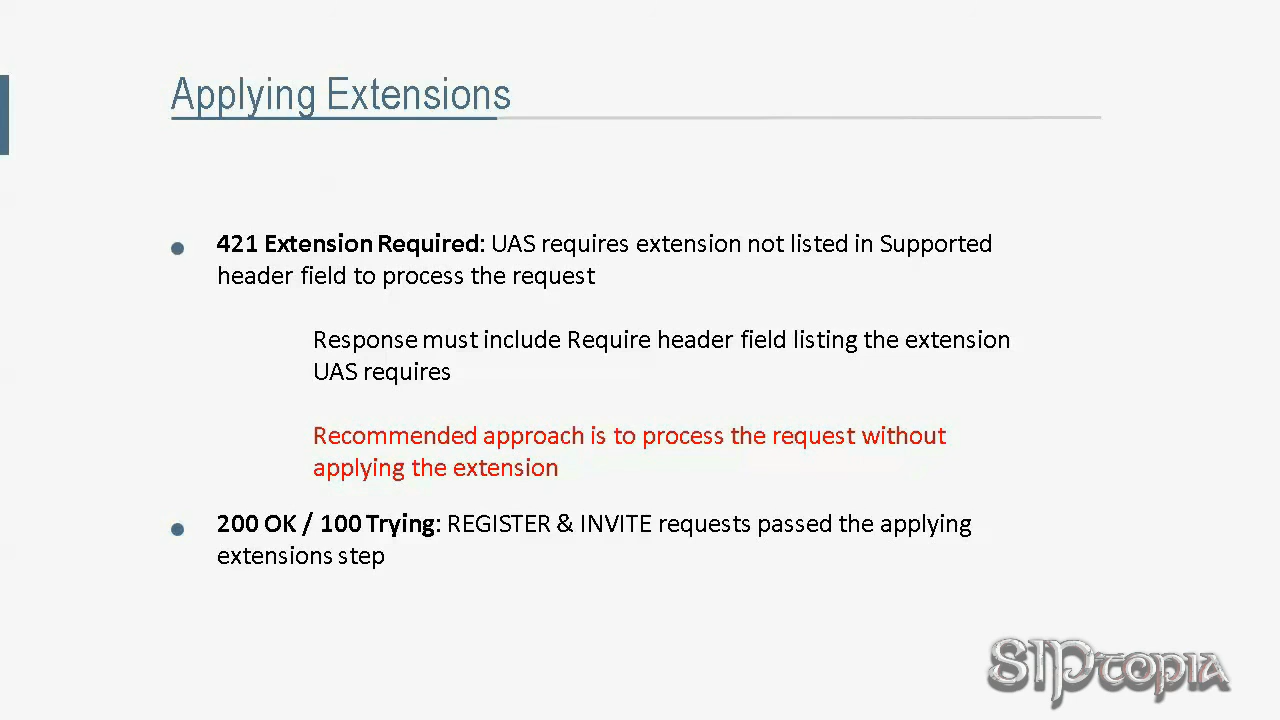 Applying Extensions
421 Extension Required: UAS requires extension not listed in Supported
header field to process the request
Response must include Require header field listing the extension
UAS requires
Recommended approach is to process the request without
applying the extension
200 OK / 100 Trying: REGISTER & INVITE requests passed the applying
extensions step
SIPtopia